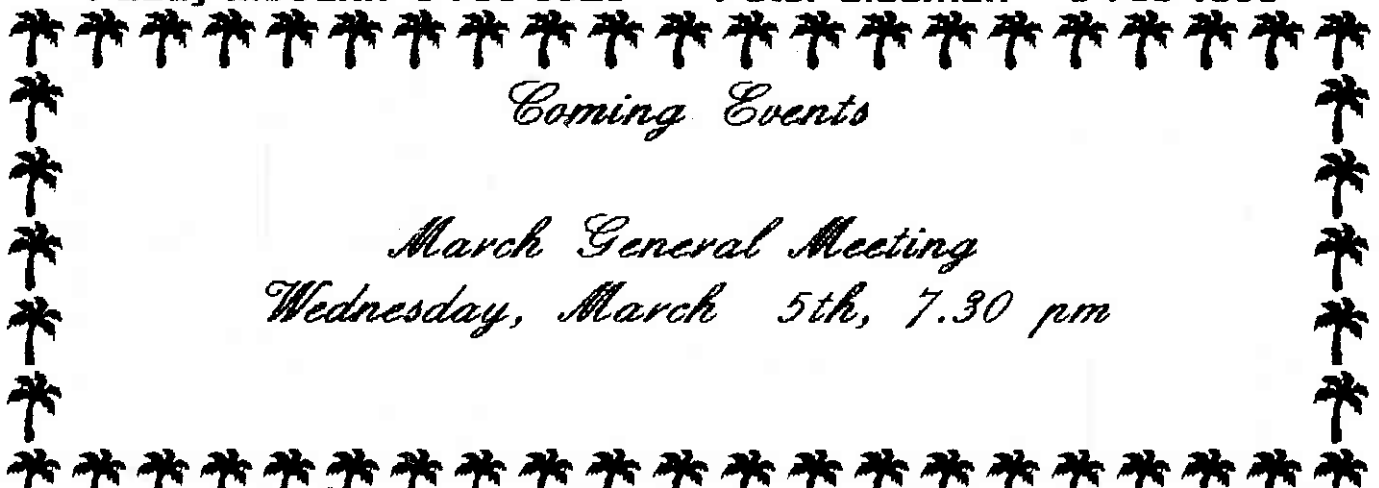 Coming Events
March General Meeting
Wednesday, March 5th, 7.30 pm